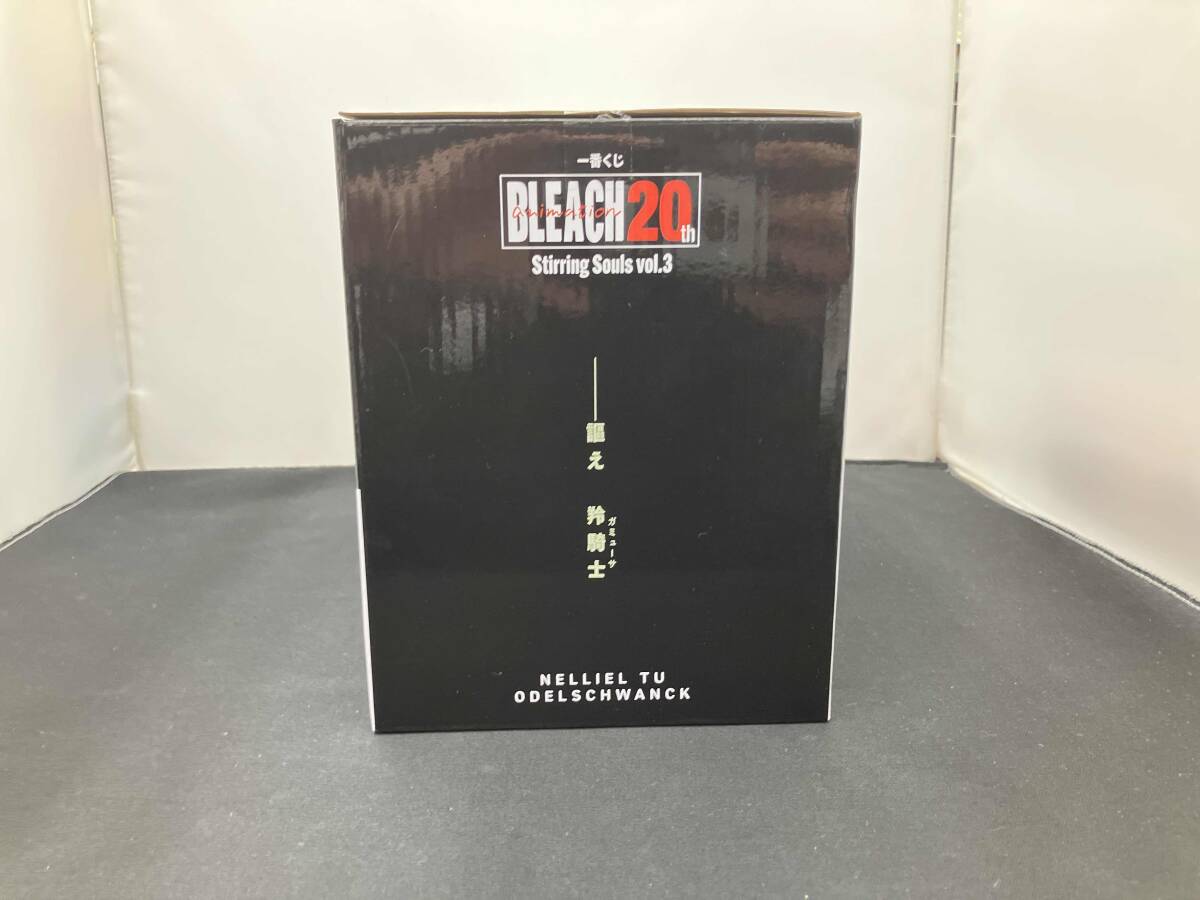 一番くじ
BLEACH 20th
animation
Stirring Souls vol.3
——謳え 羚騎士
ガミューサ
NELLIEL TU
ODELSCHWANCK